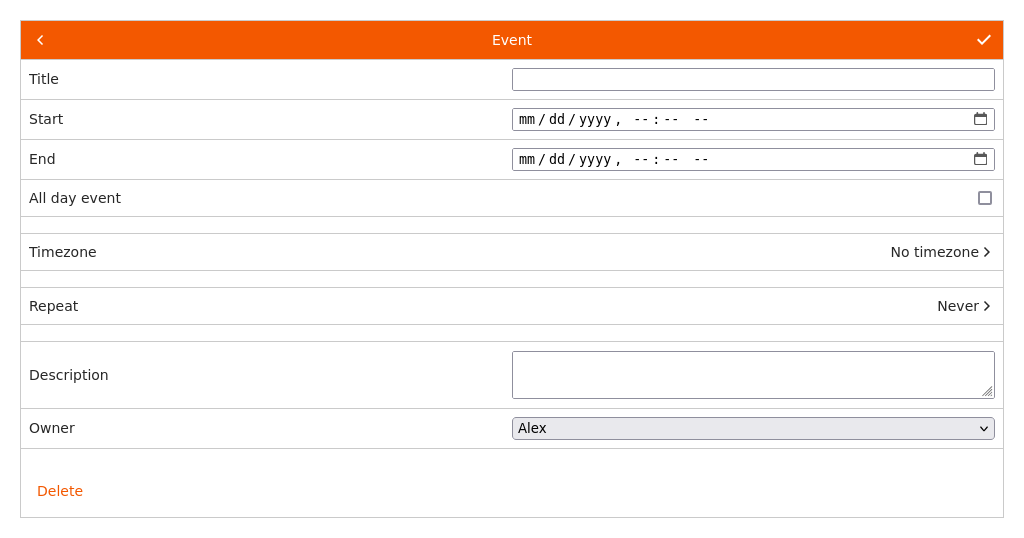 Event
Title
Start mm/dd/yyyy, --:-- --
End mm/dd/yyyy, --:-- --
All day event
Timezone No timezone
Repeat Never
Description
Owner Alex
Delete